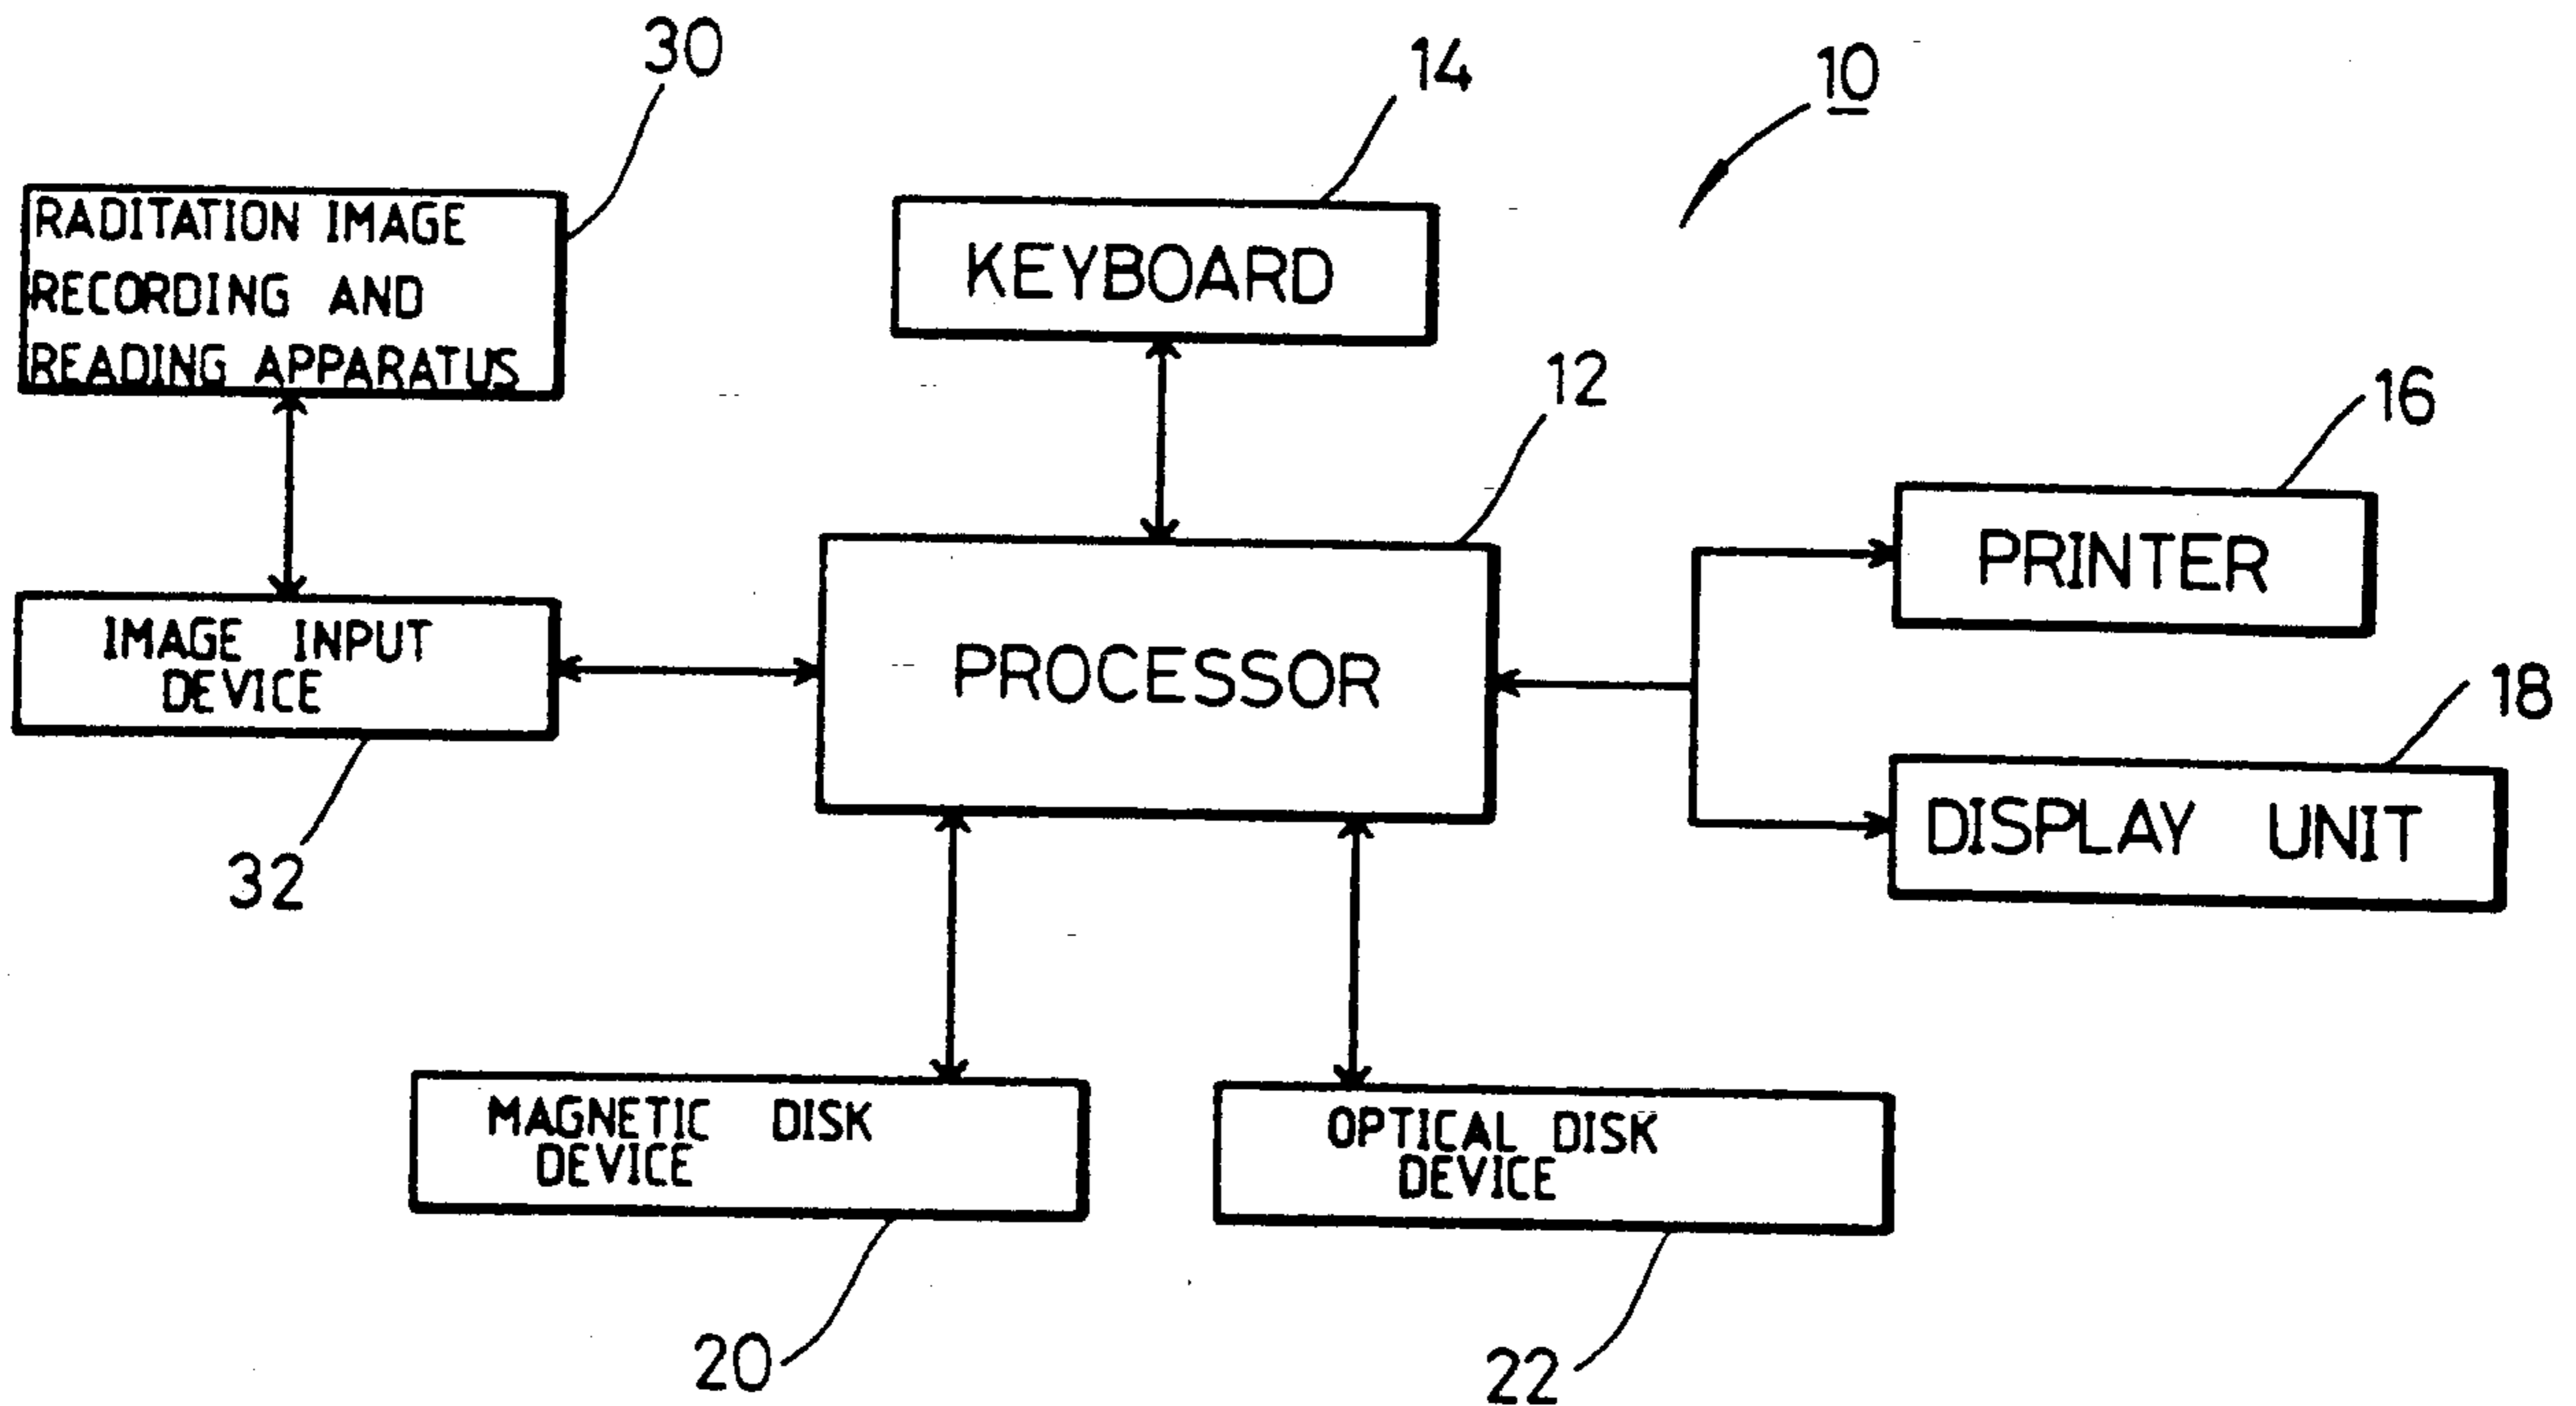 30
14
10
RADITATION IMAGE
RECORDING AND
READING APPARATUS
KEYBOARD
12
16
PRINTER
IMAGE INPUT
DEVICE
PROCESSOR
18
DISPLAY UNIT
32
MAGNETIC DISK
DEVICE
OPTICAL DISK
DEVICE
20
22